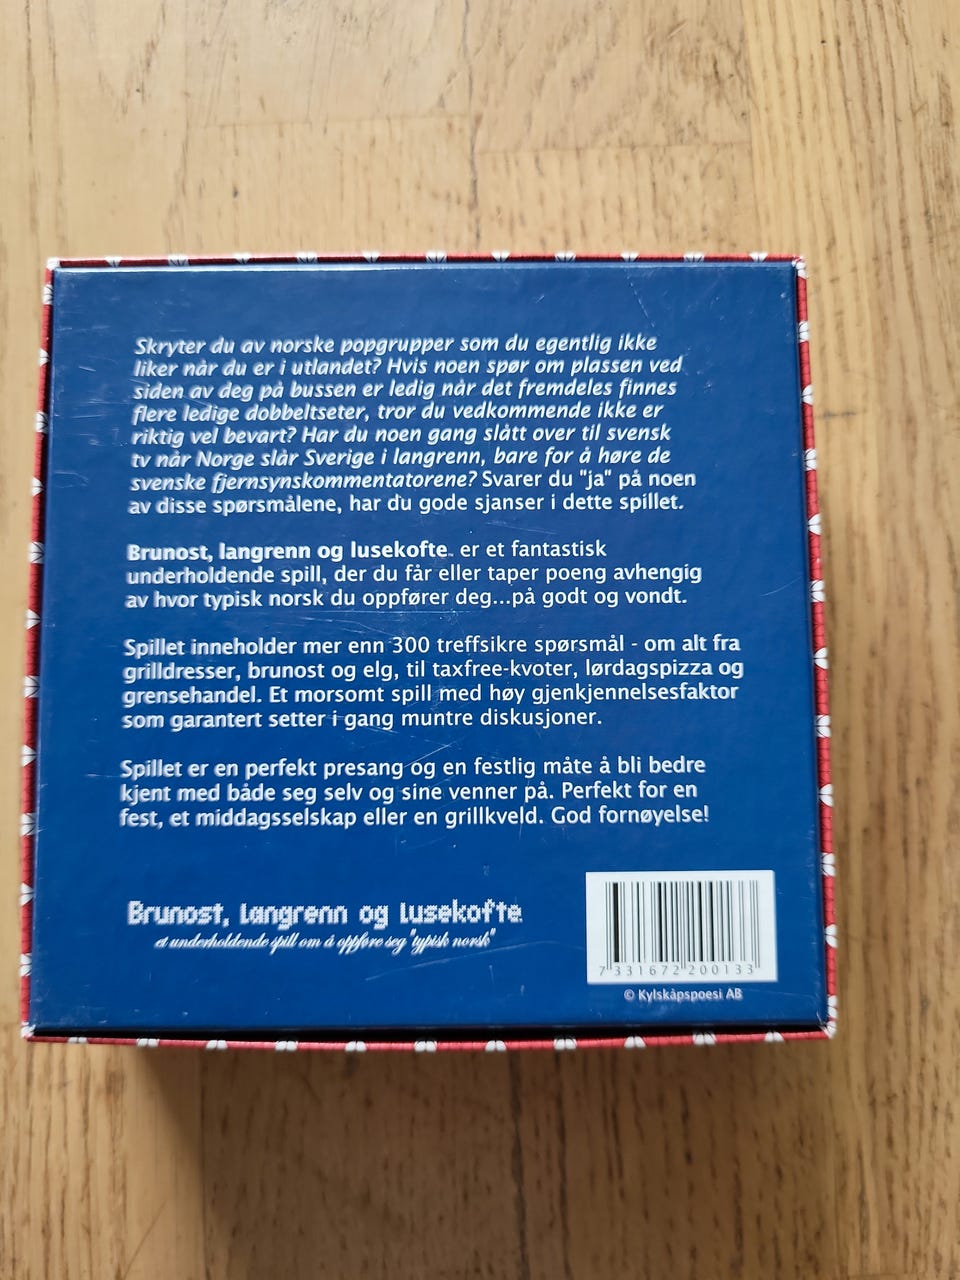 Skryter du av norske popgrupper som du egentlig ikke
liker når du er i utlandet? Hvis noen spør om plassen ved
siden av deg på bussen er ledig når det fremdeles finnes
flere ledige dobbeltseter, tror du vedkommende ikke er
riktig vel bevart? Har du noen gang slått over til svensk
tv når Norge slår Sverige i langrenn, bare for å høre de
svenske fjernsynskommentatorene? Svarer du "ja" på noen
av disse spørsmålene, har du gode sjanser i dette spillet.
Brunost, langrenn og lusekofte™ er et fantastisk
underholdende spill, der du får eller taper poeng avhengig
av hvor typisk norsk du oppfører deg...på godt og vondt.
Spillet inneholder mer enn 300 treffsikre spørsmål - om alt fra
grilldresser, brunost og elg, til taxfree-kvoter, lørdagspizza og
grensehandel. Et morsomt spill med høy gjenkjennelsesfaktor
som garantert setter i gang muntre diskusjoner.
Spillet er en perfekt presang og en festlig måte å bli bedre
kjent med både seg selv og sine venner på. Perfekt for en
fest, et middagsselskap eller en grillkveld. God fornøyelse!
Brunost, langrenn og lusekofte
et underholdende spill om å oppføre seg "typisk norsk"
7 331672 200133
© Kylskåpspoesi AB